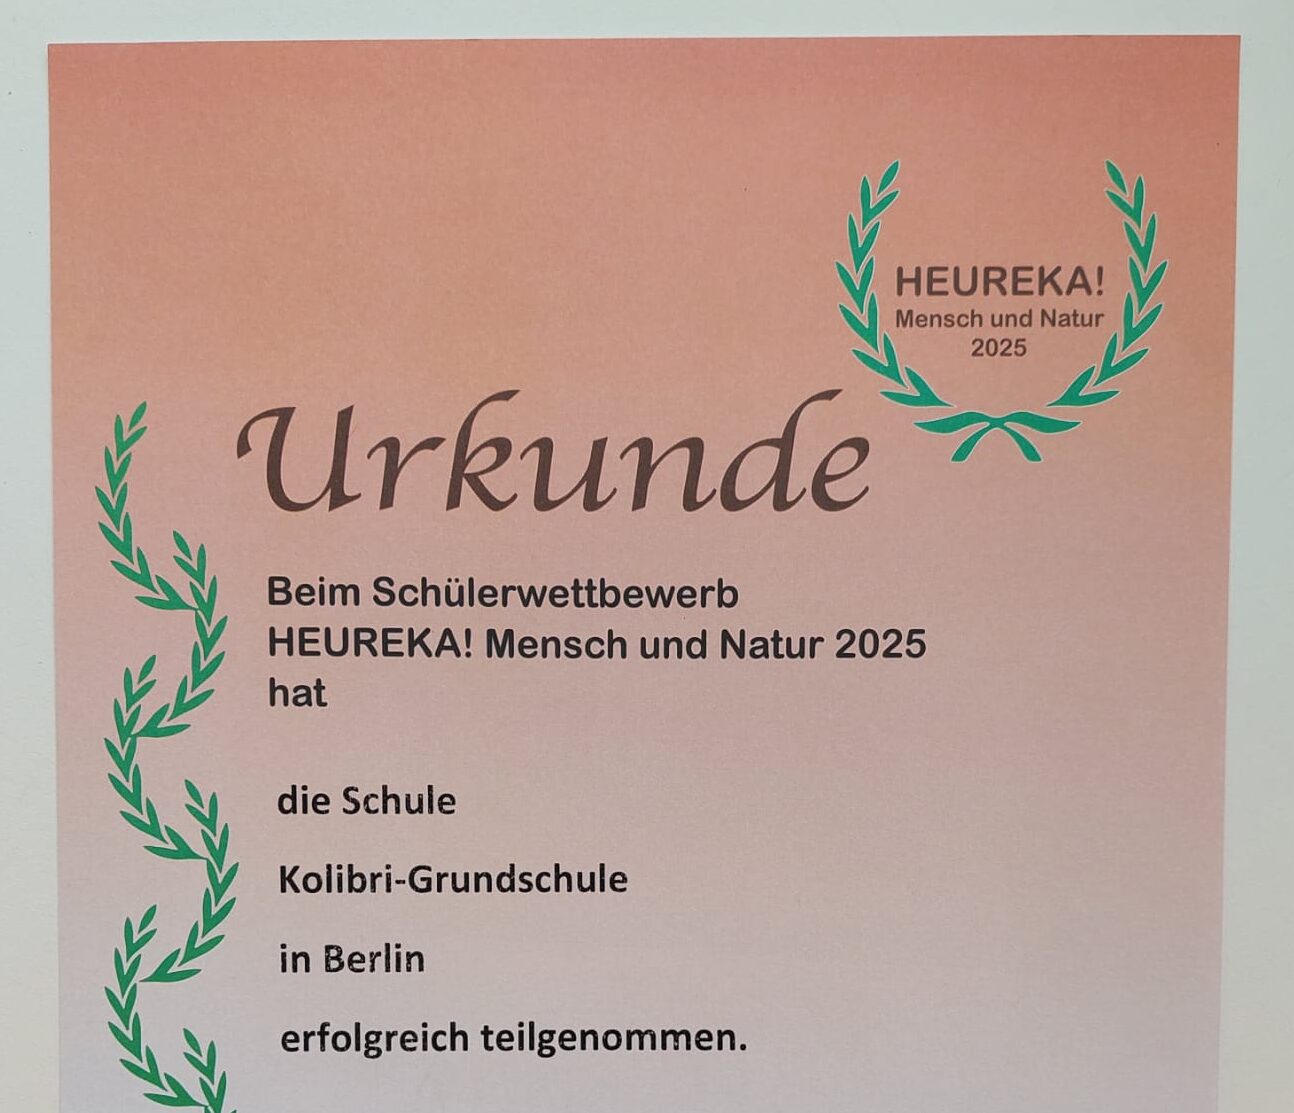 HEUREKA!
Mensch und Natur
2025
Urkunde
Beim Schülerwettbewerb
HEUREKA! Mensch und Natur 2025
hat
die Schule
Kolibri-Grundschule
in Berlin
erfolgreich teilgenommen.